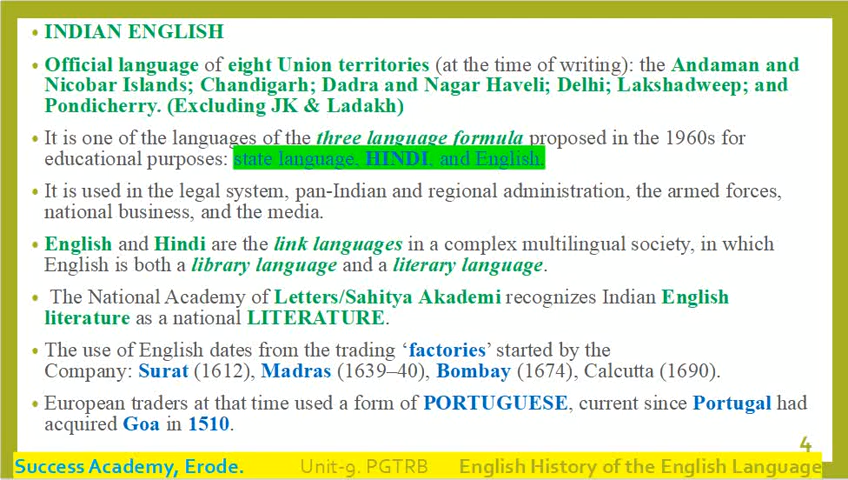 INDIAN ENGLISH
Official language of eight Union territories (at the time of writing): the Andaman and
Nicobar Islands; Chandigarh; Dadra and Nagar Haveli; Delhi; Lakshadweep; and
Pondicherry. (Excluding JK & Ladakh)
It is one of the languages of the three language formula proposed in the 1960s for
educational purposes: state language, HINDI, and English.
It is used in the legal system, pan-Indian and regional administration, the armed forces,
national business, and the media.
English and Hindi are the link languages in a complex multilingual society, in which
English is both a library language and a literary language.
The National Academy of Letters/Sahitya Akademi recognizes Indian English
literature as a national LITERATURE.
The use of English dates from the trading ‘factories’ started by the
Company: Surat (1612), Madras (1639–40), Bombay (1674), Calcutta (1690).
European traders at that time used a form of PORTUGUESE, current since Portugal had
acquired Goa in 1510.
4
Success Academy, Erode. Unit-9. PGTRB English History of the English Language